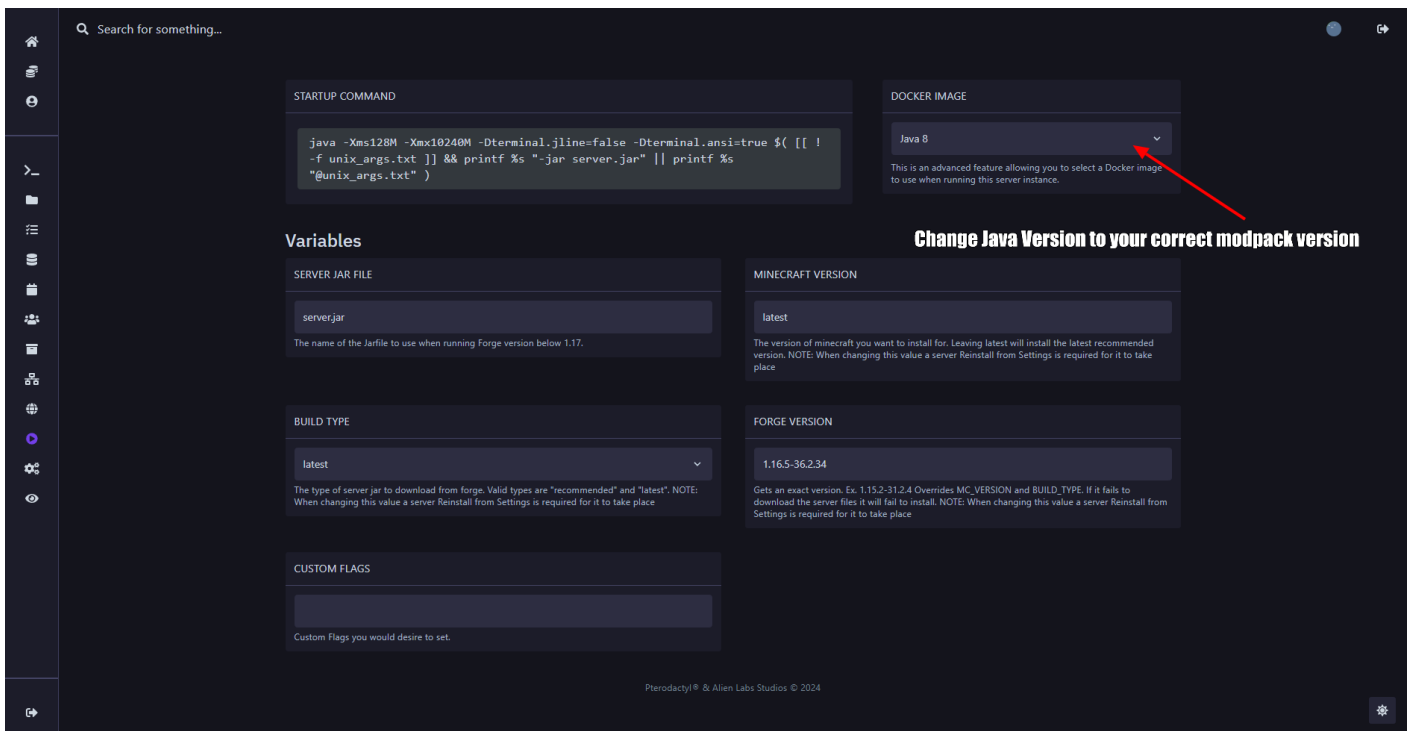 Search for something...
STARTUP COMMAND
java -Xms128M -Xmx10240M -Dterminal.jline=false -Dterminal.ansi=true $( [[ !
-f unix_args.txt ]] && printf %s "-jar server.jar" || printf %s
"@unix_args.txt" )
DOCKER IMAGE
Java 8
This is an advanced feature allowing you to select a Docker image
to use when running this server instance.
Change Java Version to your correct modpack version
Variables
SERVER JAR FILE
server.jar
The name of the Jarfile to use when running Forge version below 1.17.
MINECRAFT VERSION
latest
The version of minecraft you want to install for. Leaving latest will install the latest recommended
version. NOTE: When changing this value a server Reinstall from Settings is required for it to take
place
BUILD TYPE
latest
The type of server jar to download from forge. Valid types are "recommended" and "latest". NOTE:
When changing this value a server Reinstall from Settings is required for it to take place
FORGE VERSION
1.16.5-36.2.34
Gets an exact version. Ex. 1.15.2-31.2.4 Overrides MC_VERSION and BUILD_TYPE. If it fails to
download the server files it will fail to install. NOTE: When changing this value a server Reinstall from
Settings is required for it to take place
CUSTOM FLAGS
Custom Flags you would desire to set.
Pterodactyl® & Alien Labs Studios © 2024